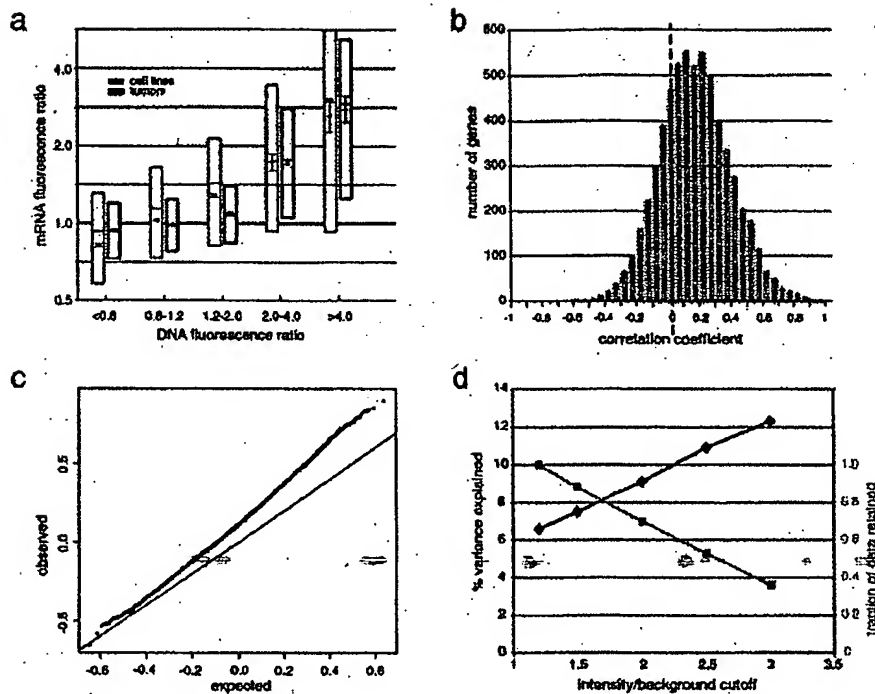 a
mRNA fluorescence ratio
4.0
2.0
1.0
0.5
cell lines
tumors
<0.8
0.8-1.2
1.2-2.0
2.0-4.0
>4.0
DNA fluorescence ratio
b
number of genes
600
500
400
300
200
100
0
-1 -0.8 -0.6 -0.4 -0.2 0 0.2 0.4 0.6 0.8 1
correlation coefficient
c
observed
0.5
0.0
-0.5
-0.6 -0.4 -0.2 0.0 0.2 0.4 0.6
expected
d
% variance explained
14
12
10
8
6
4
2
0
1 1.5 2 2.5 3 3.5
intensity/background cutoff
1.0
0.8
0.6
0.4
0.2
0
fraction of data retained